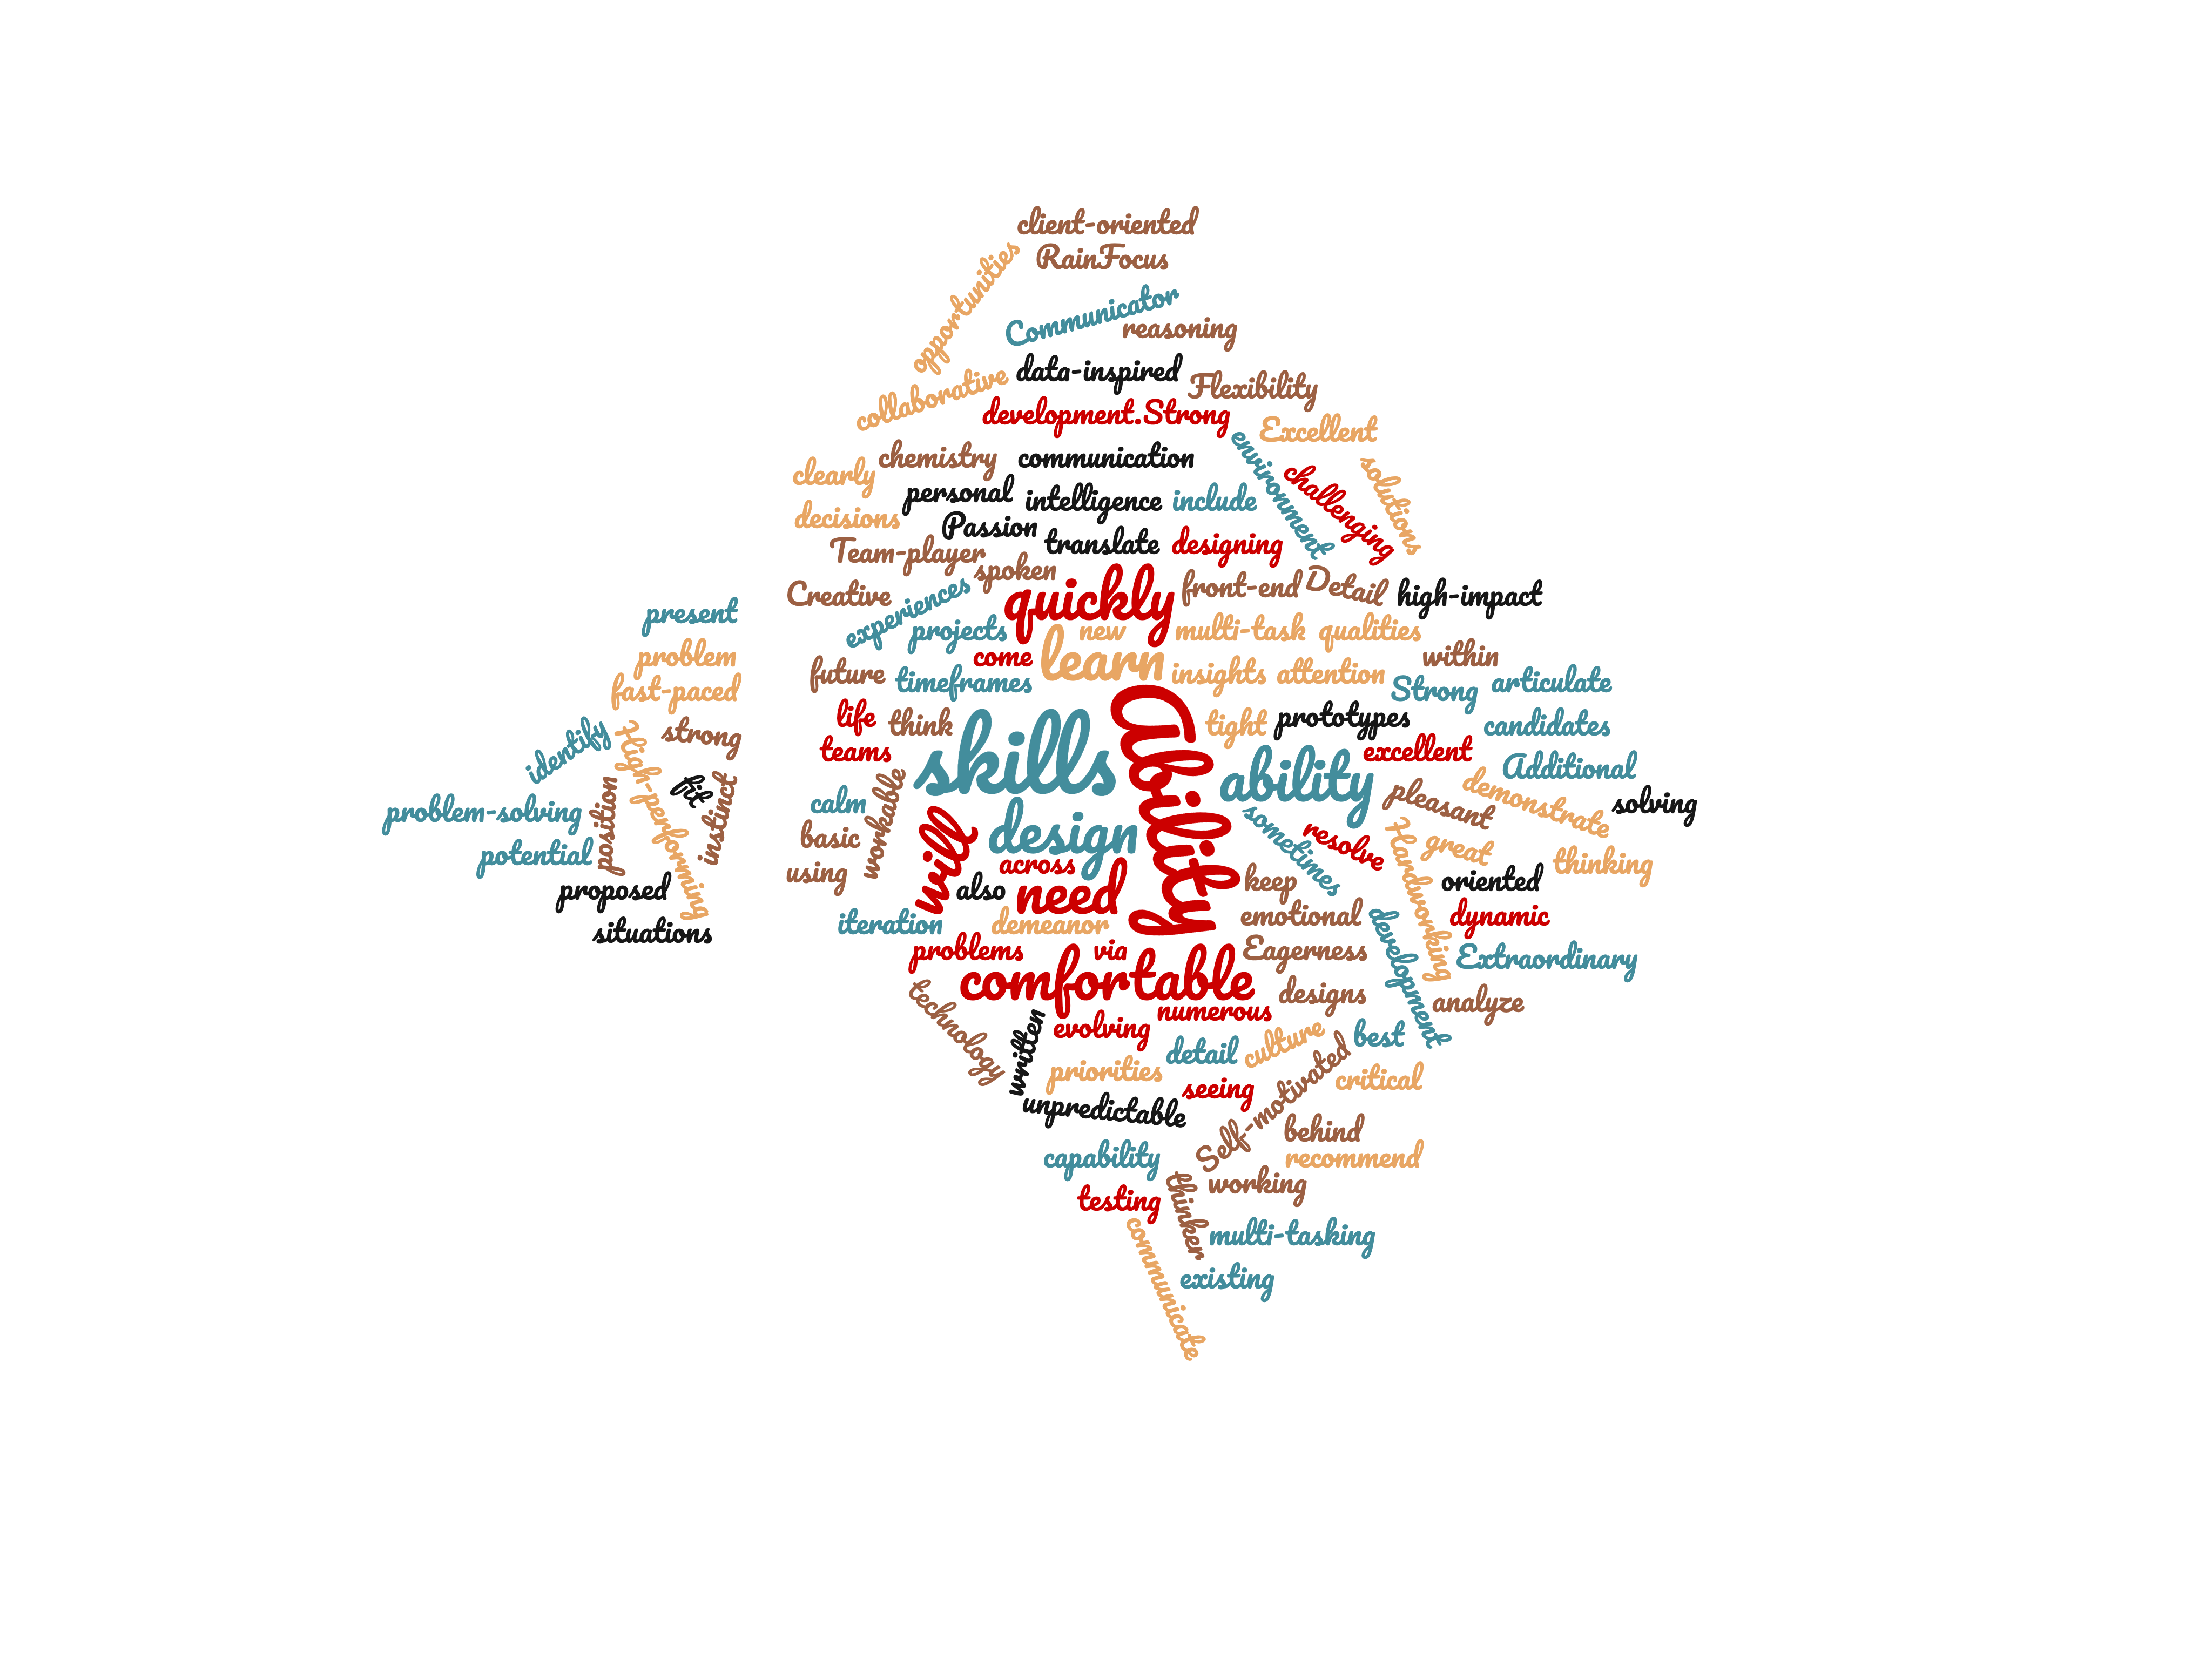 client-oriented
RainFocus
opportunities
Communicator
reasoning
data-inspired
collaborative
Flexibility
development.Strong
Excellent
chemistry
communication
environment
clearly
challenging
solutions
personal
intelligence
include
decisions
Passion
translate
designing
Team-player
spoken
Creative
experiences
quickly
front-end
Detail
high-impact
present
projects
new
multi-task
qualities
problem
come
learn
within
future
timeframes
insights
attention
Strong
articulate
fast-paced
life
think
Ability
tight
prototypes
candidates
strong
teams
skills
excellent
identify
High-performing
ability
Additional
fit
instinct
calm
workable
pleasant
demonstrate
solving
problem-solving
position
basic
design
sometimes
resolve
Hardworking
great
potential
using
will
across
thinking
proposed
also
need
keep
oriented
situations
iteration
demeanor
emotional
dynamic
problems
via
Eagerness
development
Extraordinary
comfortable
designs
analyze
technology
written
evolving
numerous
detail
culture
best
priorities
seeing
Self-motivated
critical
unpredictable
behind
capability
recommend
testing
thinker
working
multi-tasking
communicate
existing